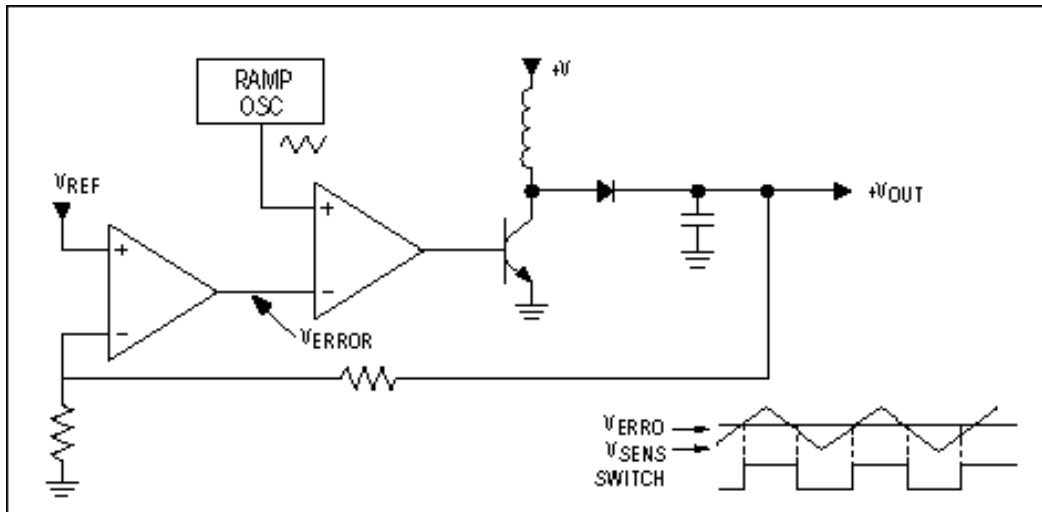 RAMP
OSC
+V
VREF
+
+
+VOUT
−
−
VERROR
VERRO
VSENS
SWITCH